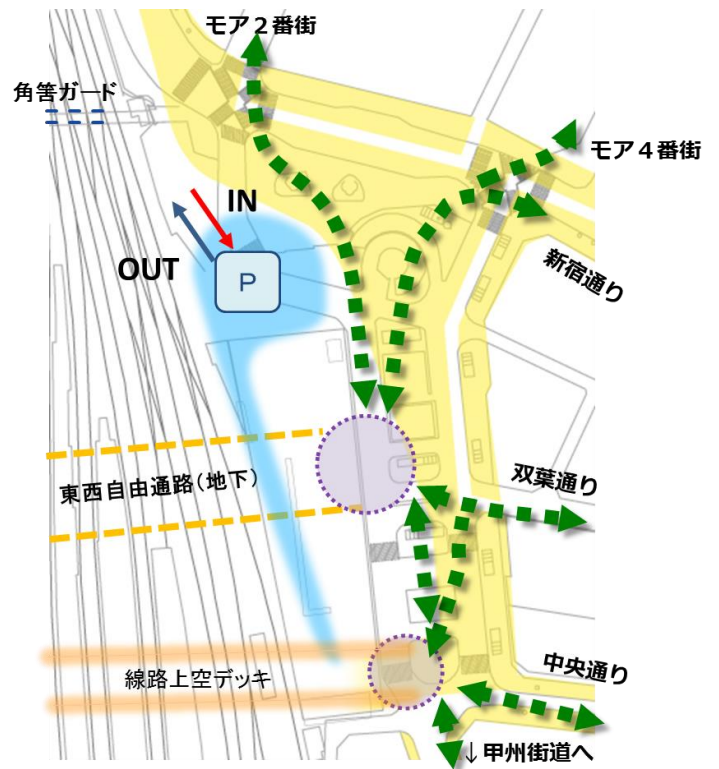 モア２番街
角筈ガード
モア４番街
IN
OUT
P
新宿通り
東西自由通路(地下)
双葉通り
線路上空デッキ
中央通り
↓甲州街道へ